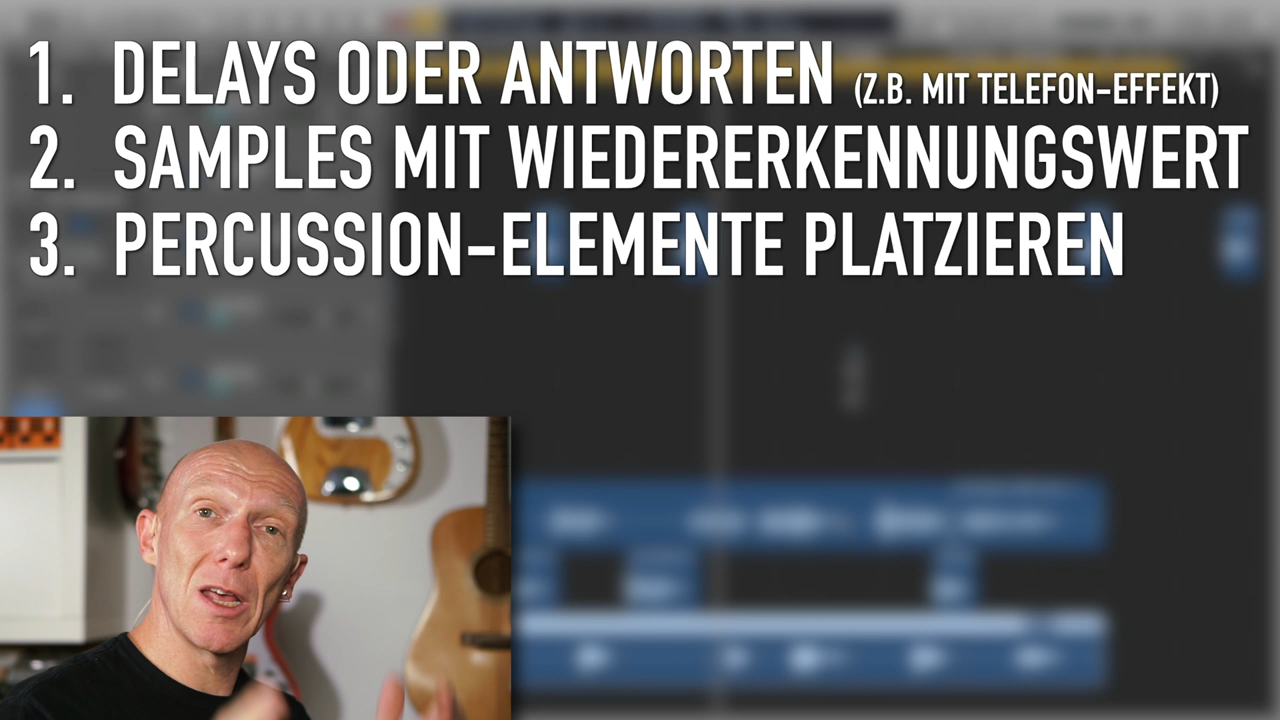 1. DELAYS ODER ANTWORTEN (Z.B. MIT TELEFON-EFFEKT)
2. SAMPLES MIT WIEDERERKENNUNGSWERT
3. PERCUSSION-ELEMENTE PLATZIEREN